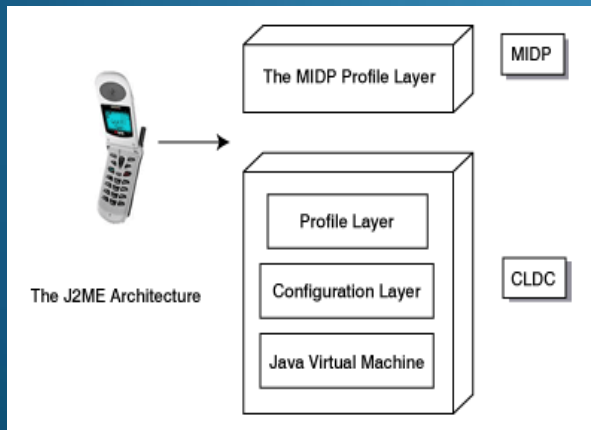 The MIDP Profile Layer
MIDP
Profile Layer
The J2ME Architecture
Configuration Layer
CLDC
Java Virtual Machine